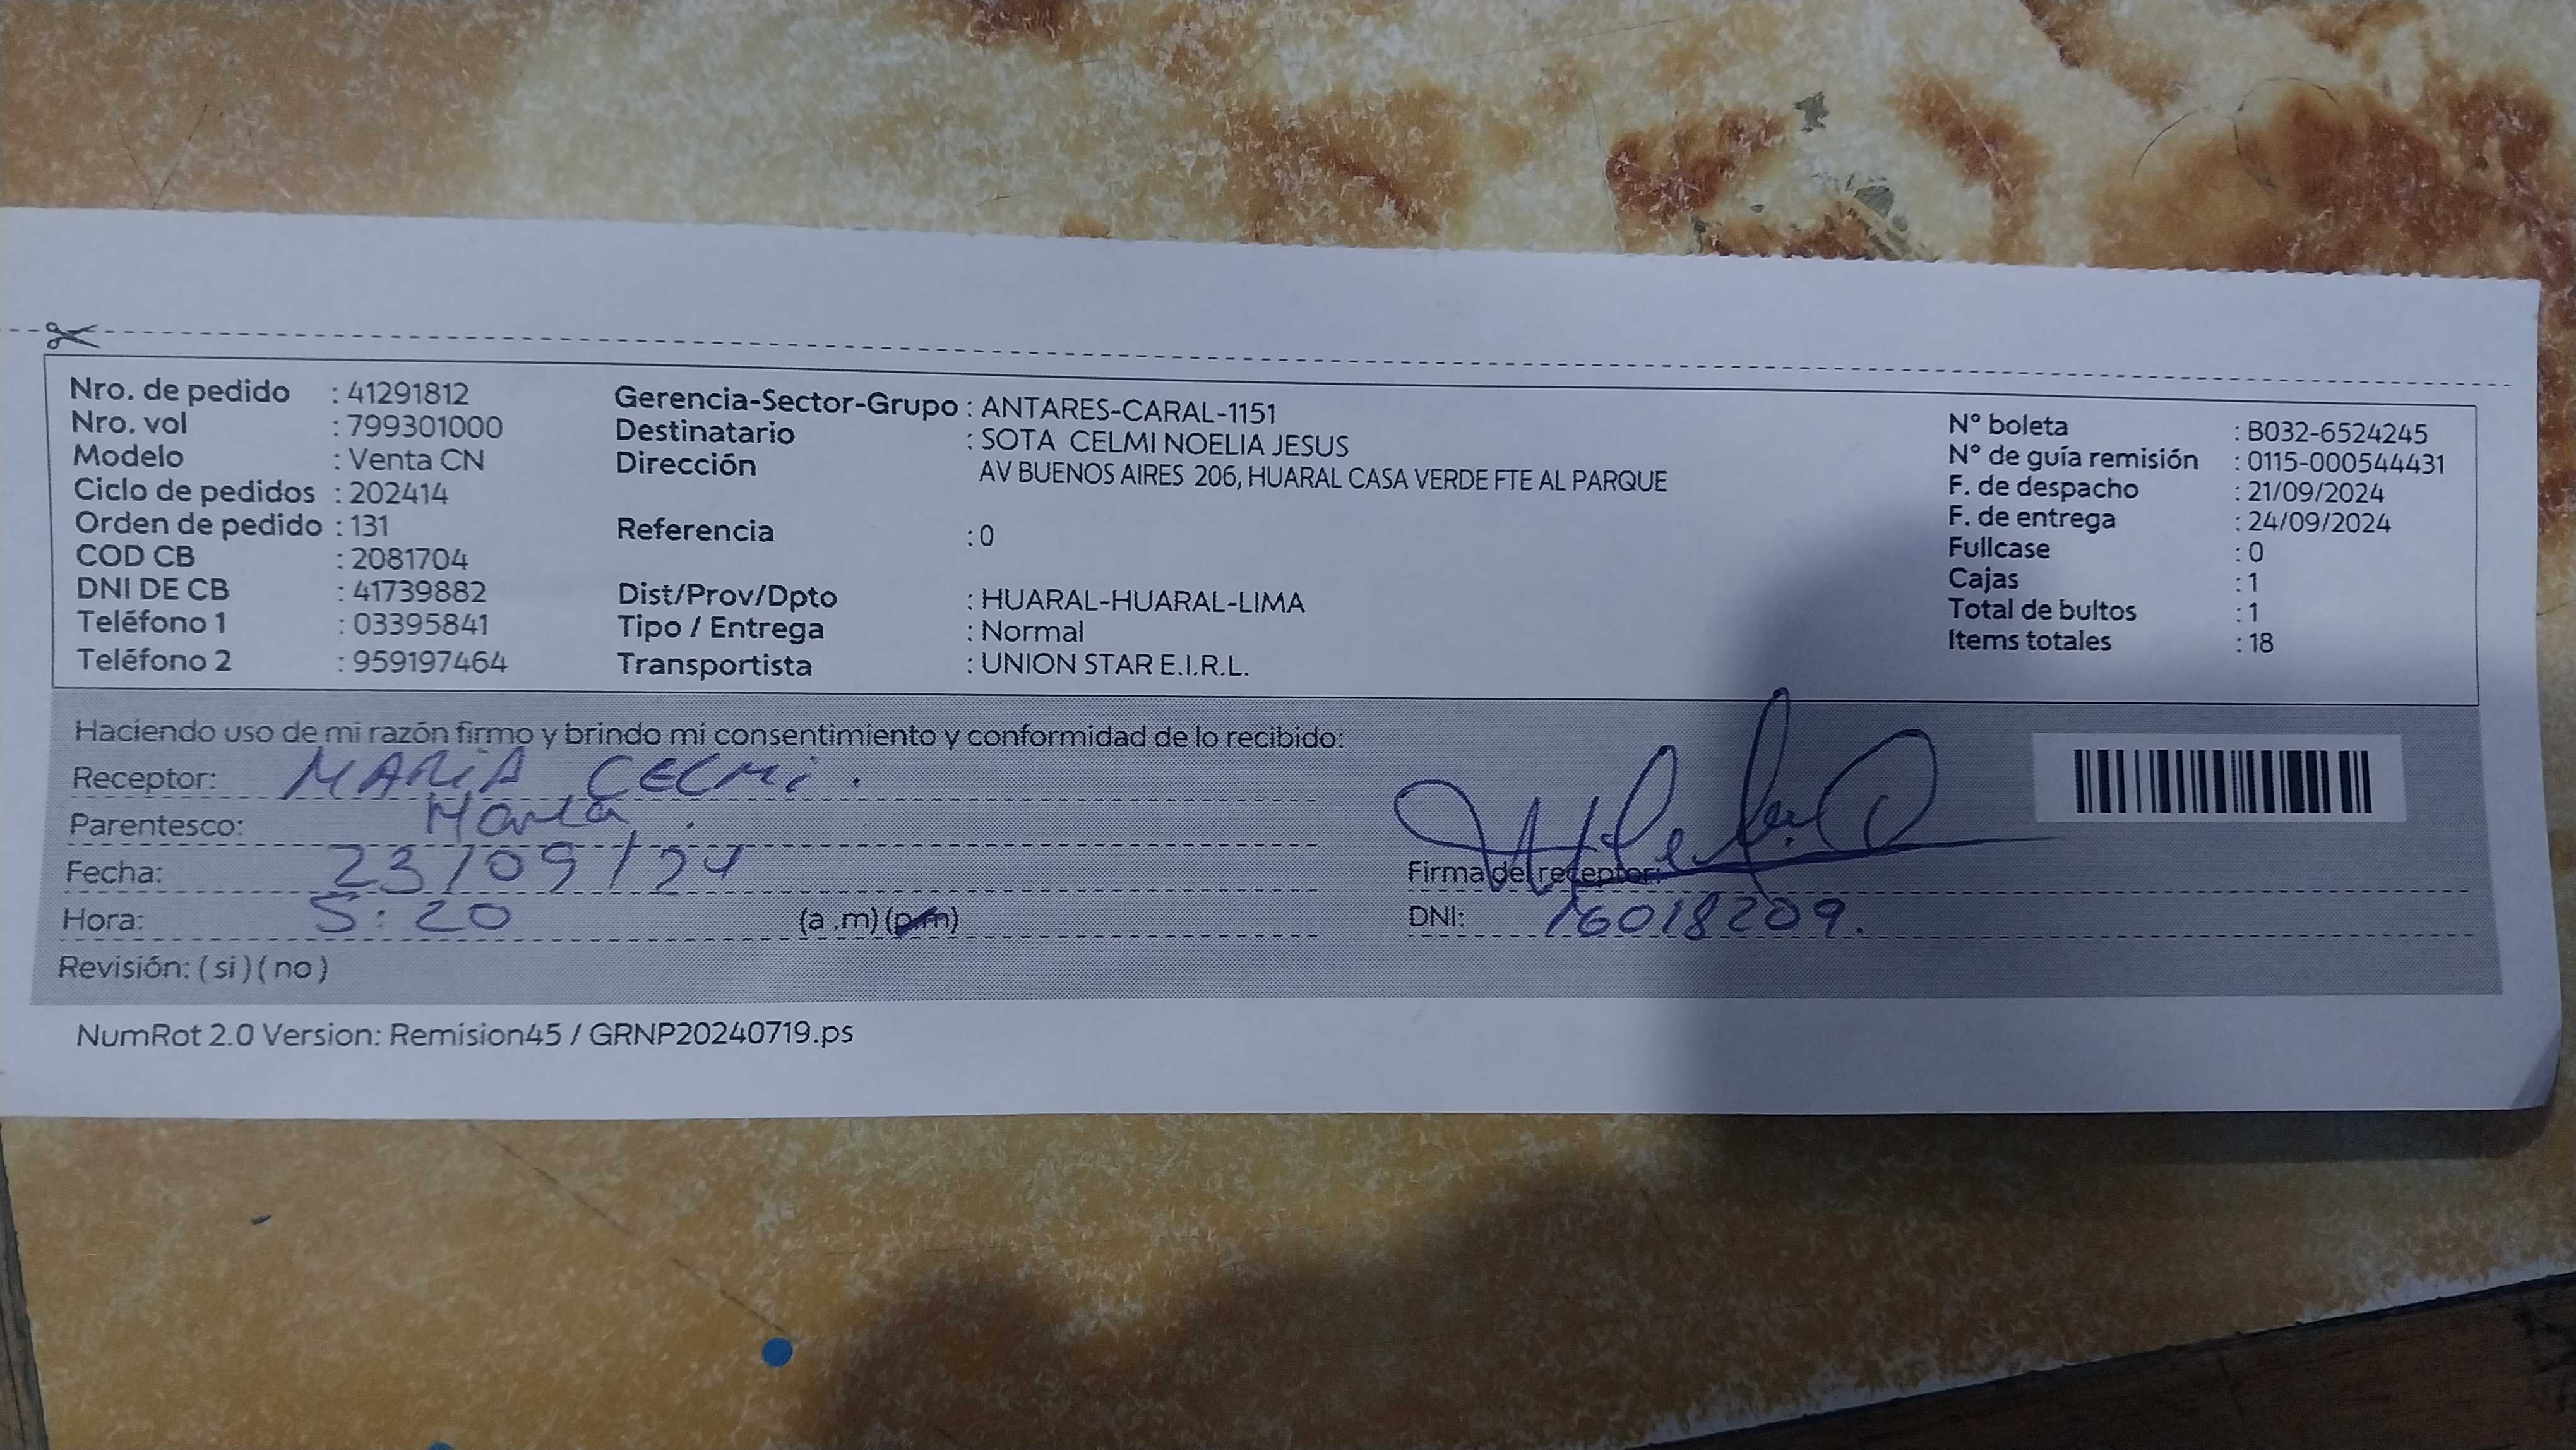 Nro. de pedido : 41291812
Nro. vol : 799301000
Modelo : Venta CN
Ciclo de pedidos : 202414
Orden de pedido : 131
COD CB : 2081704
DNI DE CB : 41739882
Teléfono 1 : 03395841
Teléfono 2 : 959197464
Gerencia-Sector-Grupo : ANTARES-CARAL-1151
Destinatario : SOTA CELMI NOELIA JESUS
Dirección AV BUENOS AIRES 206, HUARAL CASA VERDE FTE AL PARQUE
Referencia : 0
Dist/Prov/Dpto : HUARAL-HUARAL-LIMA
Tipo / Entrega : Normal
Transportista : UNION STAR E.I.R.L.
N° boleta : B032-6524245
N° de guía remisión : 0115-000544431
F. de despacho : 21/09/2024
F. de entrega : 24/09/2024
Fullcase : 0
Cajas : 1
Total de bultos : 1
Items totales : 18
Haciendo uso de mi razón firmo y brindo mi consentimiento y conformidad de lo recibido:
Receptor: MARiA CELMi.
Parentesco:
Fecha: 23/09/24
Hora: 5:20 (a .m) (p.m)
Revisión: ( si ) ( no )
Firma del receptor:
DNI: 16018209.
NumRot 2.0 Version: Remision45 / GRNP20240719.ps